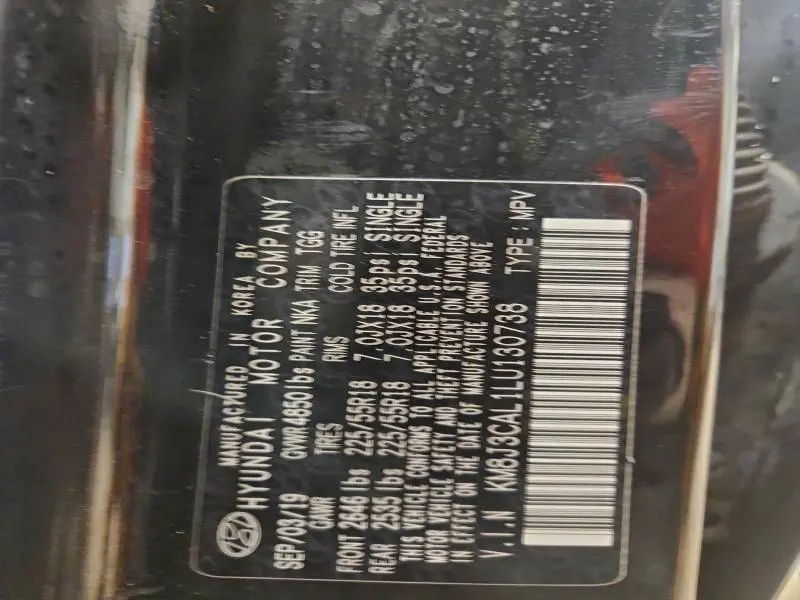 MANUFACTURED IN KOREA BY
HYUNDAI MOTOR COMPANY
SEP/03/19 GVWR 4850lbs PAINT NKA TRIM TGG
GAWR TIRES RIMS COLD TIRE INFL
FRONT 2646 lbs 225/55R18 7.0JX18 35psi SINGLE
REAR 2535 lbs 225/55R18 7.0JX18 35psi SINGLE
THIS VEHICLE CONFORMS TO ALL APPLICABLE U.S. FEDERAL
MOTOR VEHICLE SAFETY AND THEFT PREVENTION STANDARDS
IN EFFECT ON THE DATE OF MANUFACTURE SHOWN ABOVE
V.I.N KM8J3CAL1LU130738 TYPE : MPV